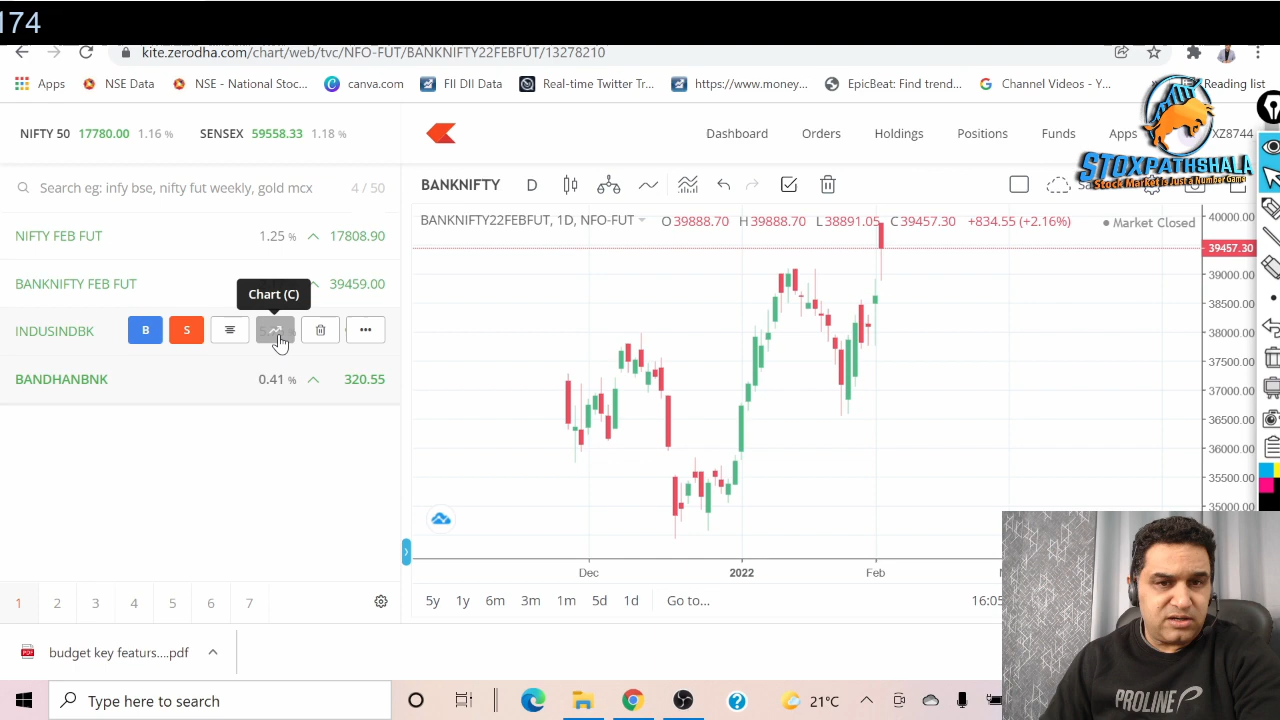 174
kite.zerodha.com/chart/web/tvc/NFO-FUT/BANKNIFTY22FEBFUT/13278210
Apps NSE Data NSE - National Stoc... canva.com FII DII Data Real-time Twitter Tr... https://www.money... EpicBeat: Find trend... Channel Videos - Y... Reading list
NIFTY 50 17780.00 1.16 % SENSEX 59558.33 1.18 %
Dashboard Orders Holdings Positions Funds Apps XZ8744
STOXPATHSHALA
Stock Market is Just a Number Game
Search eg: infy bse, nifty fut weekly, gold mcx 4 / 50
BANKNIFTY D
NIFTY FEB FUT 1.25 % 17808.90
BANKNIFTY22FEBFUT, 1D, NFO-FUT O39888.70 H39888.70 L38891.05 C39457.30 +834.55 (+2.16%)
Market Closed
BANKNIFTY FEB FUT 39459.00
Chart (C)
INDUSINDBK B S
BANDHANBNK 0.41 % 320.55
40000.00
39457.30
39000.00
38500.00
38000.00
37500.00
37000.00
36500.00
36000.00
35500.00
35000.00
Dec 2022 Feb
5y 1y 6m 3m 1m 5d 1d Go to... 16:05
1 2 3 4 5 6 7
budget key featurs....pdf
Type here to search
21°C
PROLINE